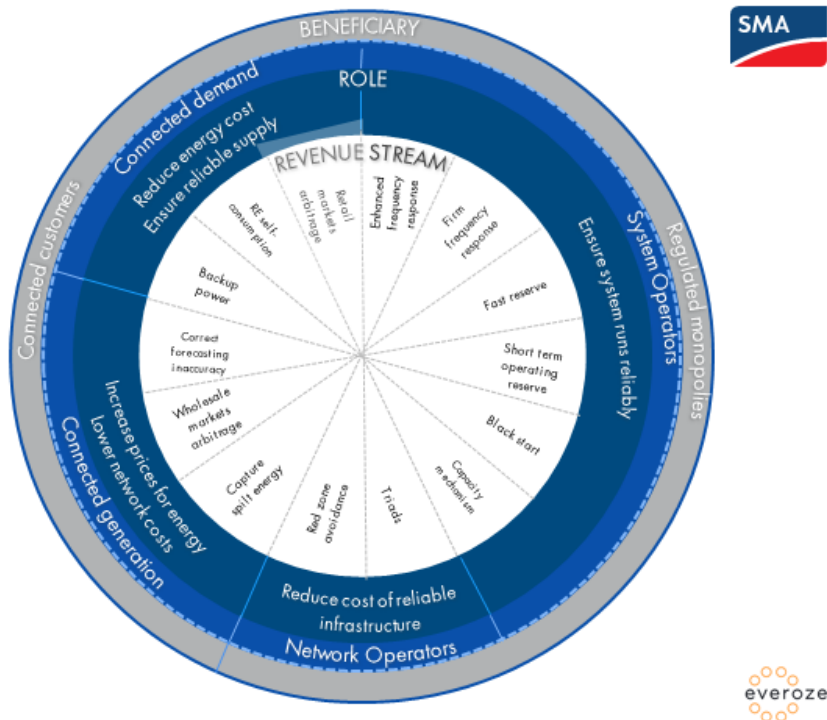 SMA
BENEFICIARY
ROLE
REVENUE STREAM
Connected customers
Regulated monopolies
Connected demand
System Operators
Network Operators
Connected generation
Reduce energy cost
Ensure reliable supply
Ensure system runs reliably
Reduce cost of reliable
infrastructure
Increase prices for energy
Lower network costs
Enhanced
frequency
response
Firm
frequency
response
Fast reserve
Short term
operating
reserve
Black start
Capacity
mechanism
Triads
Red zone
avoidance
Capture
spilt energy
Wholesale
markets
arbitrage
Correct
forecasting
inaccuracy
Backup
power
RE self-
consumption
Retail
markets
arbitrage
everoze